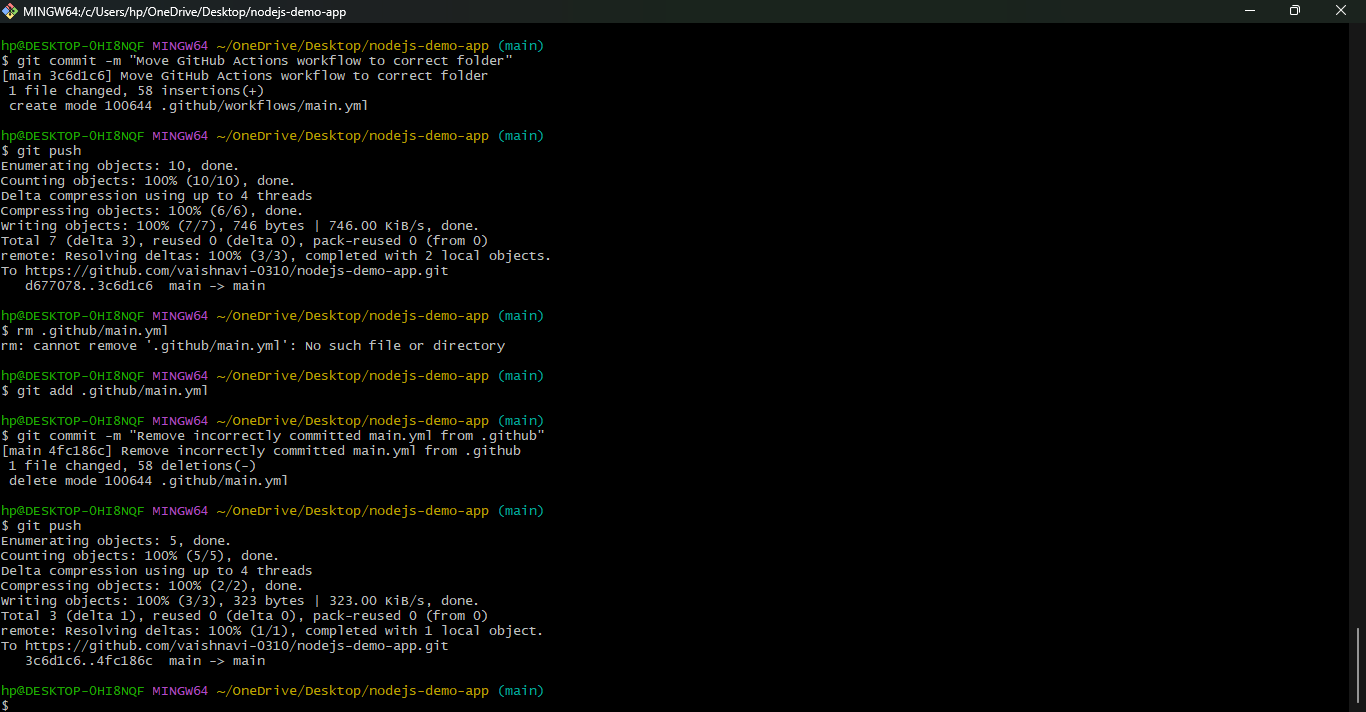 MINGW64:/c/Users/hp/OneDrive/Desktop/nodejs-demo-app
hp@DESKTOP-0HI8NQF MINGW64 ~/OneDrive/Desktop/nodejs-demo-app (main)
$ git commit -m "Move GitHub Actions workflow to correct folder"
[main 3c6d1c6] Move GitHub Actions workflow to correct folder
 1 file changed, 58 insertions(+)
 create mode 100644 .github/workflows/main.yml
hp@DESKTOP-0HI8NQF MINGW64 ~/OneDrive/Desktop/nodejs-demo-app (main)
$ git push
Enumerating objects: 10, done.
Counting objects: 100% (10/10), done.
Delta compression using up to 4 threads
Compressing objects: 100% (6/6), done.
Writing objects: 100% (7/7), 746 bytes | 746.00 KiB/s, done.
Total 7 (delta 3), reused 0 (delta 0), pack-reused 0 (from 0)
remote: Resolving deltas: 100% (3/3), completed with 2 local objects.
To https://github.com/vaishnavi-0310/nodejs-demo-app.git
   d677078..3c6d1c6  main -> main
hp@DESKTOP-0HI8NQF MINGW64 ~/OneDrive/Desktop/nodejs-demo-app (main)
$ rm .github/main.yml
rm: cannot remove '.github/main.yml': No such file or directory
hp@DESKTOP-0HI8NQF MINGW64 ~/OneDrive/Desktop/nodejs-demo-app (main)
$ git add .github/main.yml
hp@DESKTOP-0HI8NQF MINGW64 ~/OneDrive/Desktop/nodejs-demo-app (main)
$ git commit -m "Remove incorrectly committed main.yml from .github"
[main 4fc186c] Remove incorrectly committed main.yml from .github
 1 file changed, 58 deletions(-)
 delete mode 100644 .github/main.yml
hp@DESKTOP-0HI8NQF MINGW64 ~/OneDrive/Desktop/nodejs-demo-app (main)
$ git push
Enumerating objects: 5, done.
Counting objects: 100% (5/5), done.
Delta compression using up to 4 threads
Compressing objects: 100% (2/2), done.
Writing objects: 100% (3/3), 323 bytes | 323.00 KiB/s, done.
Total 3 (delta 1), reused 0 (delta 0), pack-reused 0 (from 0)
remote: Resolving deltas: 100% (1/1), completed with 1 local object.
To https://github.com/vaishnavi-0310/nodejs-demo-app.git
   3c6d1c6..4fc186c  main -> main
hp@DESKTOP-0HI8NQF MINGW64 ~/OneDrive/Desktop/nodejs-demo-app (main)
$